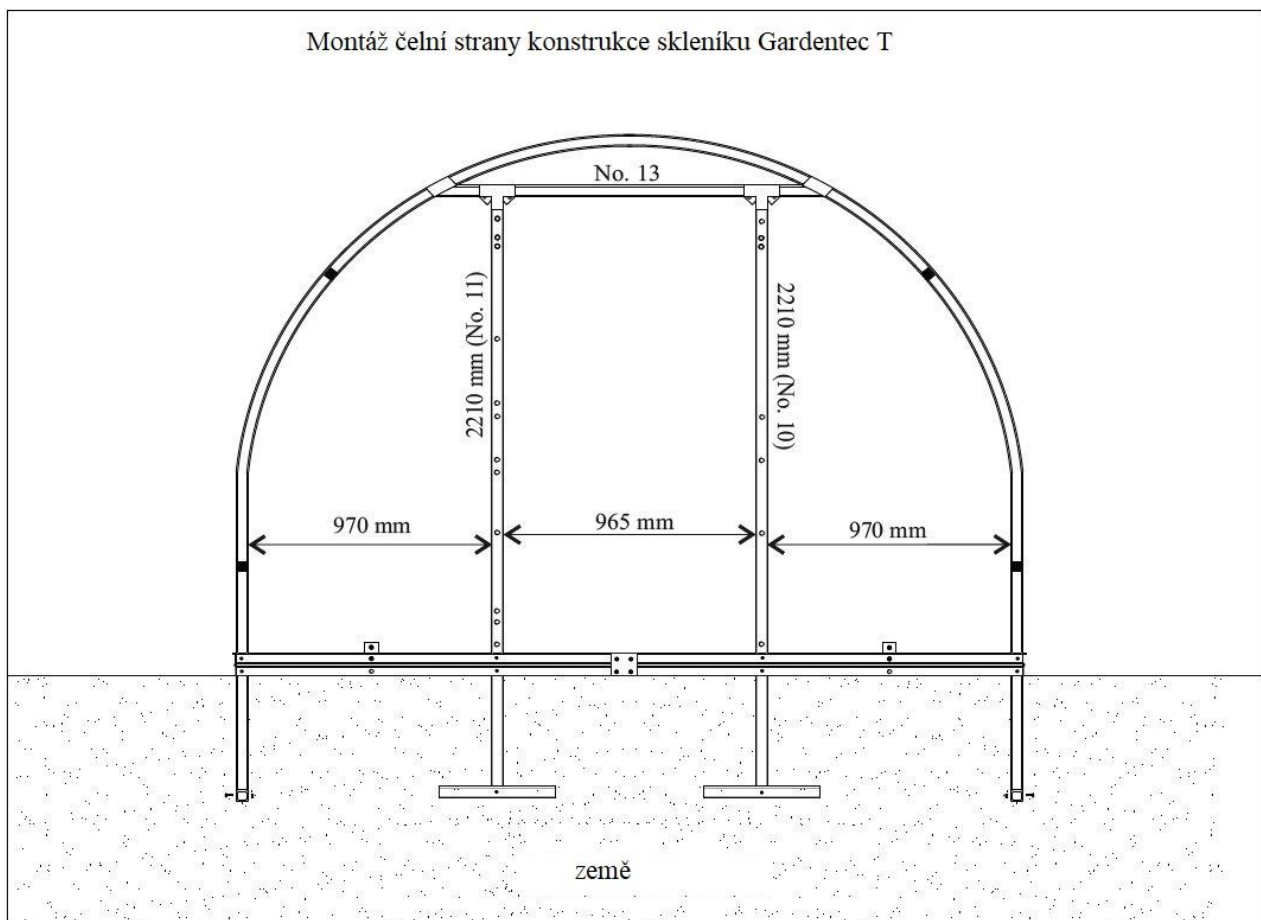 Montáž čelní strany konstrukce skleníku Gardentec T
No. 13
2210 mm (No. 11)
2210 mm (No. 10)
970 mm
965 mm
970 mm
země